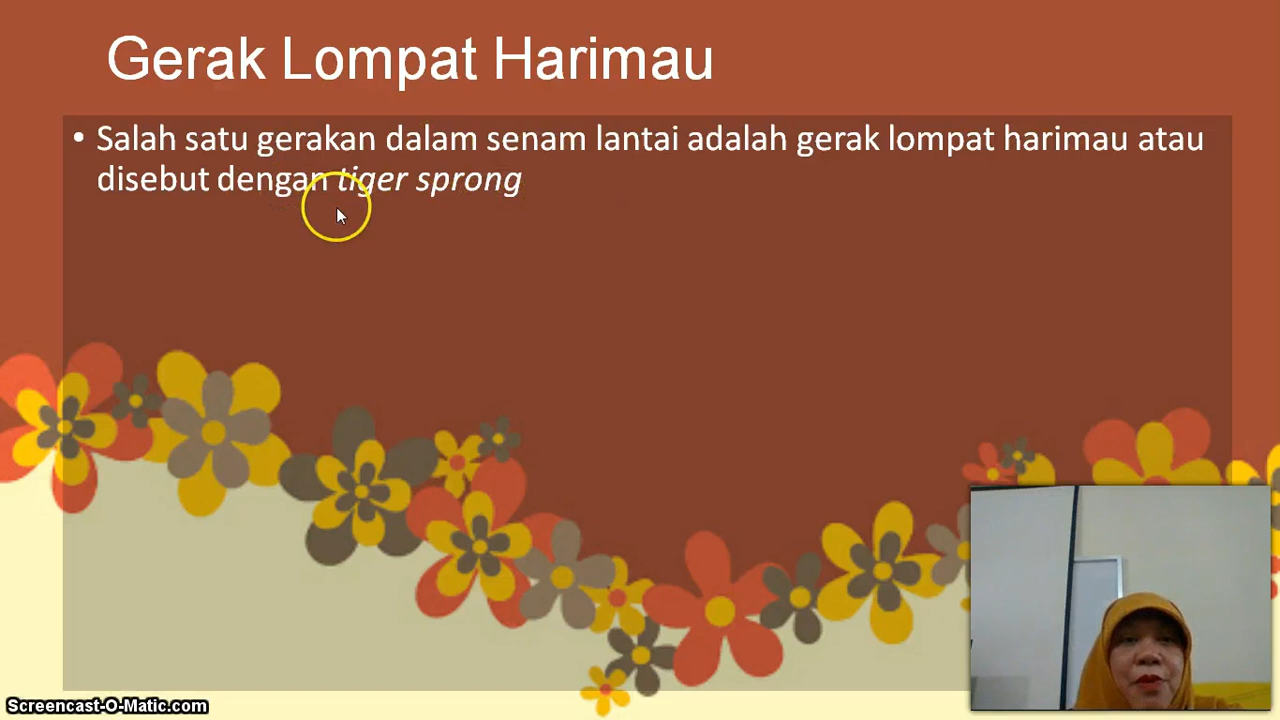 Gerak Lompat Harimau
• Salah satu gerakan dalam senam lantai adalah gerak lompat harimau atau
disebut dengan tiger sprong
Screencast-O-Matic.com